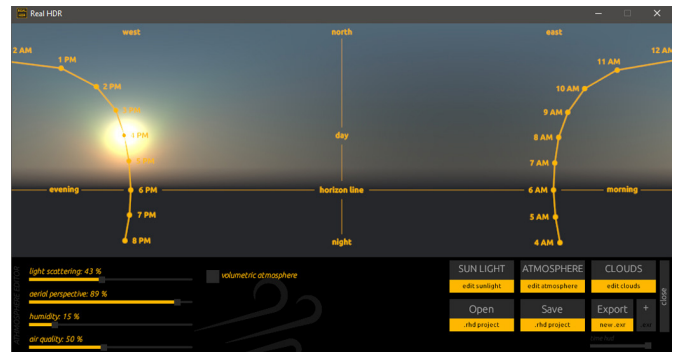 Real HDR
west north east
2 AM 1 PM 11 AM 12 AM
2 PM 10 AM
9 AM
PM day 8 AM
7 AM
evening 6 PM horizon line 6 AM morning
7 PM 5 AM
8 PM night 4 AM
light scattering: 43 %
volumetric atmosphere
aerial perspective: 89 %
humidity: 15 %
air quality: 50 %
SUN LIGHT ATMOSPHERE CLOUDS
edit sunlight edit atmosphere edit clouds
Open Save Export +
.rhd project .rhd project new .exr .exr
close